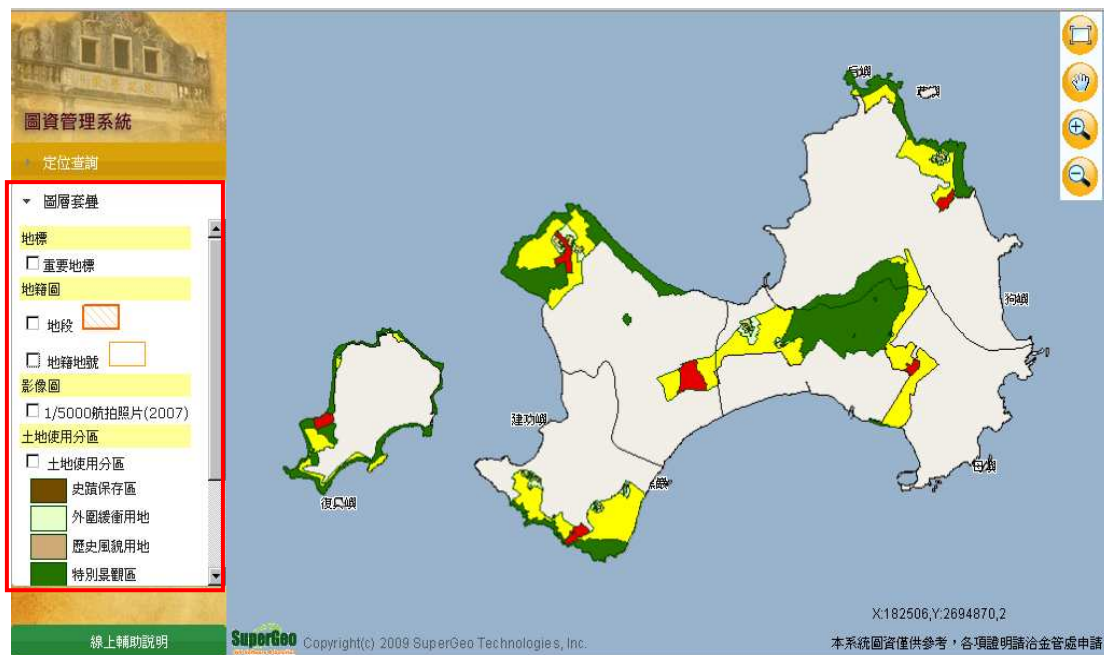 圖資管理系統
定位查詢
圖層套疊
地標
重要地標
地籍圖
地段
地籍地號
影像圖
1/5000航拍照片(2007)
土地使用分區
土地使用分區
史蹟保存區
外圍緩衝用地
歷史風貌用地
特別景觀區
線上輔助說明
后嶼
狗嶼
建功嶼
復興嶼
母嶼
X:182506,Y:2694870,2
SuperGeo Copyright(c) 2009 SuperGeo Technologies, Inc.
本系統圖資僅供參考，各項證明請洽金管處申請